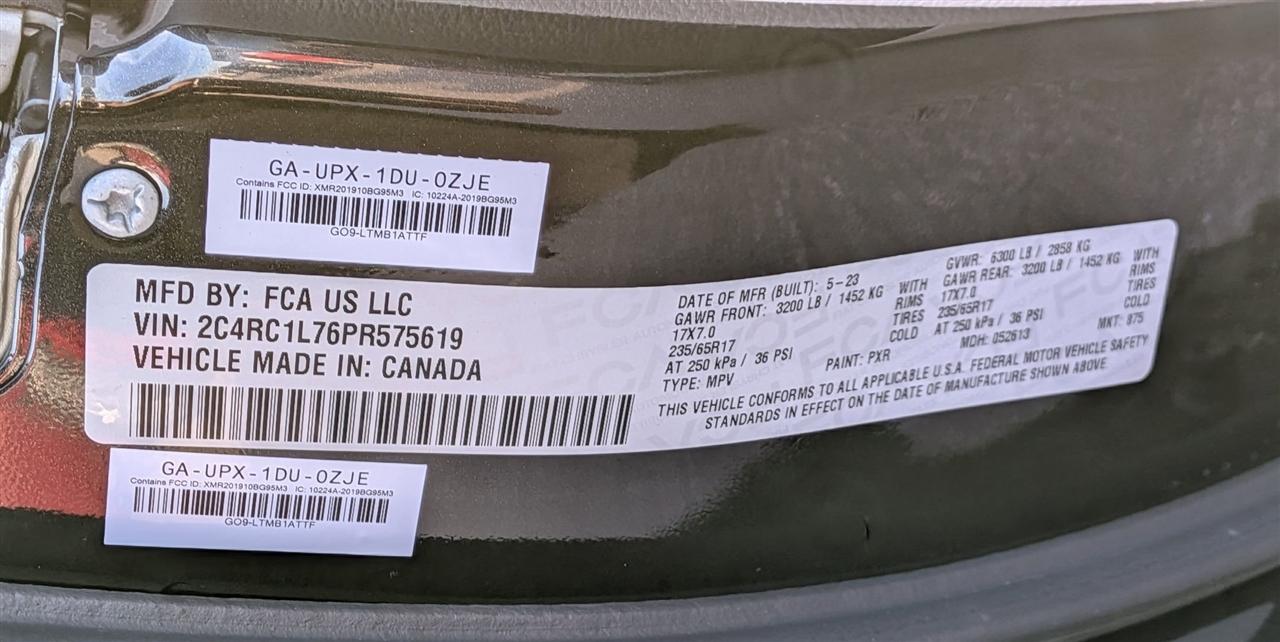 GA-UPX-1DU-0ZJE
Contains FCC ID: XMR201910BG95M3 IC: 10224A-2019BG95M3
GO9-LTMB1ATTF
MFD BY: FCA US LLC
VIN: 2C4RC1L76PR575619
VEHICLE MADE IN: CANADA
DATE OF MFR (BUILT): 5-23 GVWR: 6300 LB / 2858 KG
GAWR FRONT: 3200 LB / 1452 KG WITH GAWR REAR: 3200 LB / 1452 KG WITH
17X7.0 RIMS 17X7.0 RIMS
235/65R17 TIRES 235/65R17 TIRES
AT 250 kPa / 36 PSI COLD AT 250 kPa / 36 PSI COLD
TYPE: MPV PAINT: PXR MDH: 052613 MKT: 875
THIS VEHICLE CONFORMS TO ALL APPLICABLE U.S.A. FEDERAL MOTOR VEHICLE SAFETY
STANDARDS IN EFFECT ON THE DATE OF MANUFACTURE SHOWN ABOVE
GA-UPX-1DU-0ZJE
Contains FCC ID: XMR201910BG95M3 IC: 10224A-2019BG95M3
GO9-LTMB1ATTF